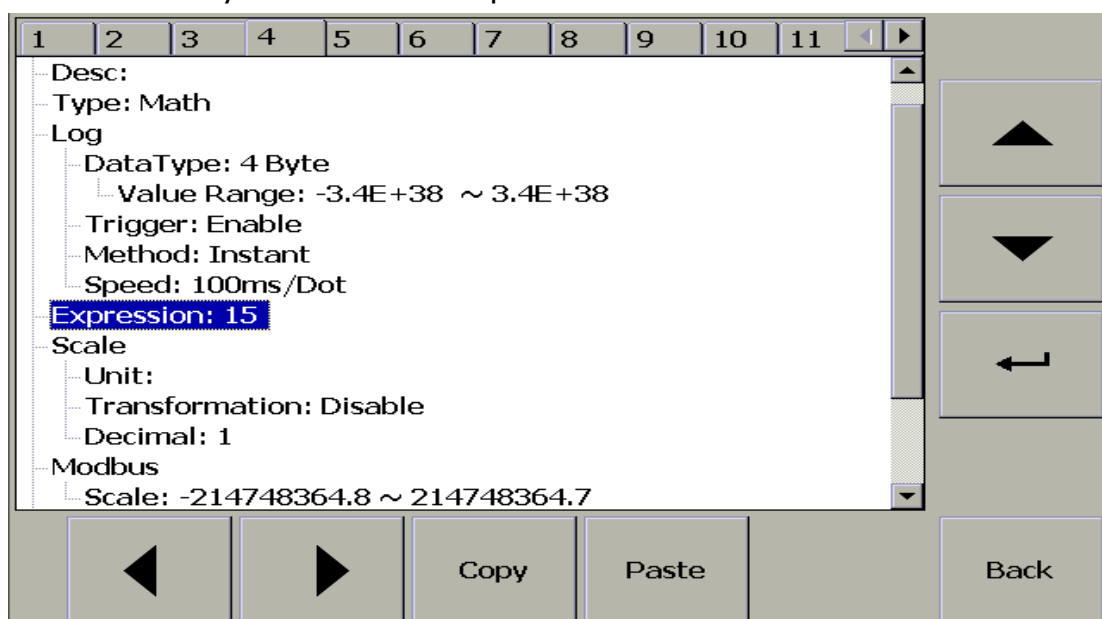 1 2 3 4 5 6 7 8 9 10 11
Desc:
Type: Math
Log
DataType: 4 Byte
Value Range: -3.4E+38 ~ 3.4E+38
Trigger: Enable
Method: Instant
Speed: 100ms/Dot
Expression: 15
Scale
Unit:
Transformation: Disable
Decimal: 1
Modbus
Scale: -214748364.8 ~ 214748364.7
Copy Paste Back